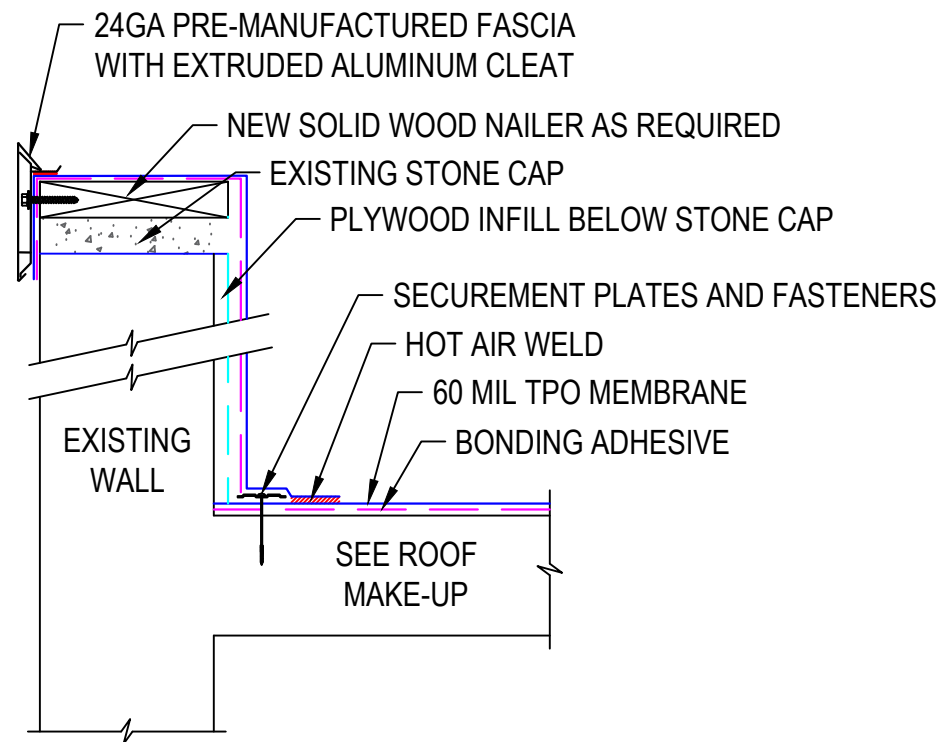 24GA PRE-MANUFACTURED FASCIA
WITH EXTRUDED ALUMINUM CLEAT
NEW SOLID WOOD NAILER AS REQUIRED
EXISTING STONE CAP
PLYWOOD INFILL BELOW STONE CAP
SECUREMENT PLATES AND FASTENERS
HOT AIR WELD
60 MIL TPO MEMBRANE
BONDING ADHESIVE
EXISTING
WALL
SEE ROOF
MAKE-UP